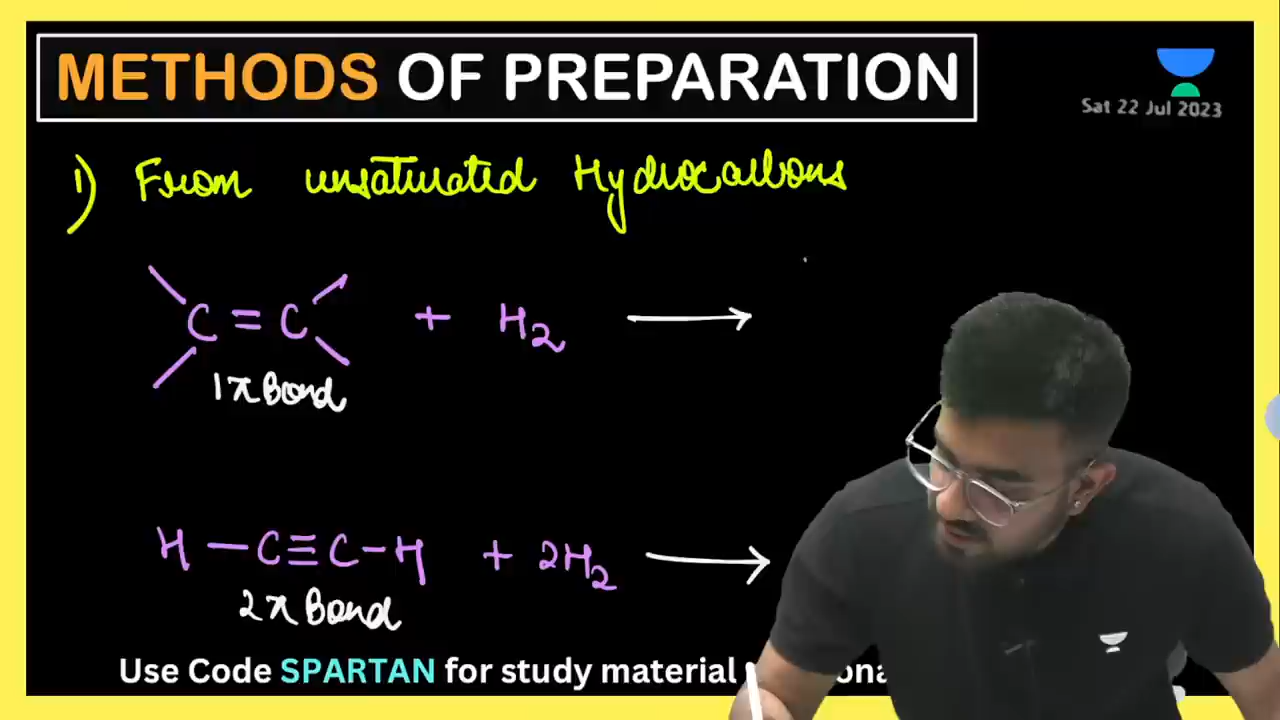 METHODS OF PREPARATION
Sat 22 Jul 2023
1) From unsaturated Hydrocarbons
C = C + H2 ⟶
1π Bond
H — C ≡ C – H + 2H2 ⟶
2π Bond
Use Code SPARTAN for study material